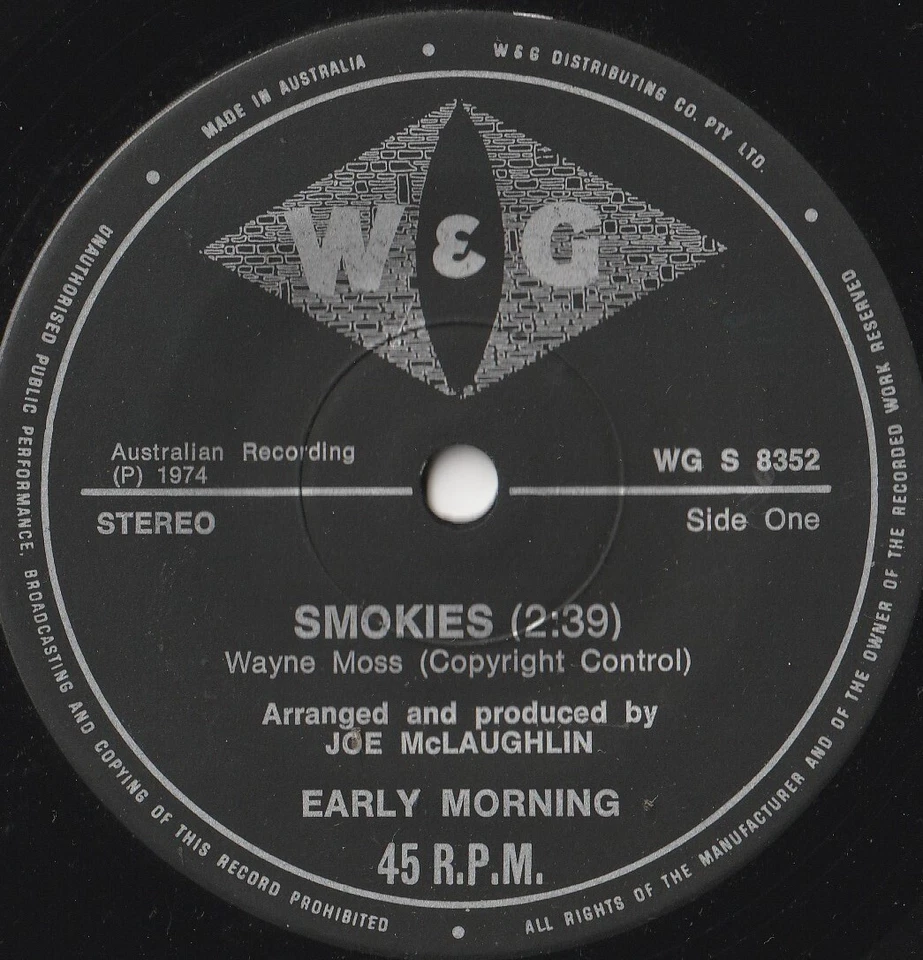 MADE IN AUSTRALIA
W&G DISTRIBUTING CO. PTY LTD.
W & G
Australian Recording
(P) 1974
WG S 8352
STEREO
Side One
SMOKIES (2:39)
Wayne Moss (Copyright Control)
Arranged and produced by
JOE McLAUGHLIN
EARLY MORNING
45 R.P.M.
UNAUTHORISED PUBLIC PERFORMANCE, BROADCASTING AND COPYING OF THIS RECORD PROHIBITED
ALL RIGHTS OF THE MANUFACTURER AND OF THE OWNER OF THE RECORDED WORK RESERVED